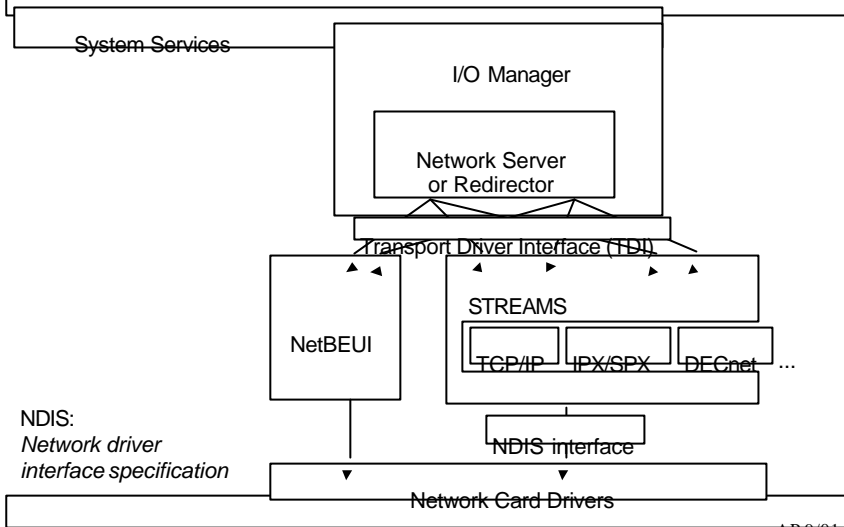 System Services
I/O Manager
Network Server
or Redirector
Transport Driver Interface (TDI)
STREAMS
NetBEUI
TCP/IP
IPX/SPX
DECnet
...
NDIS:
Network driver
interface specification
NDIS interface
Network Card Drivers